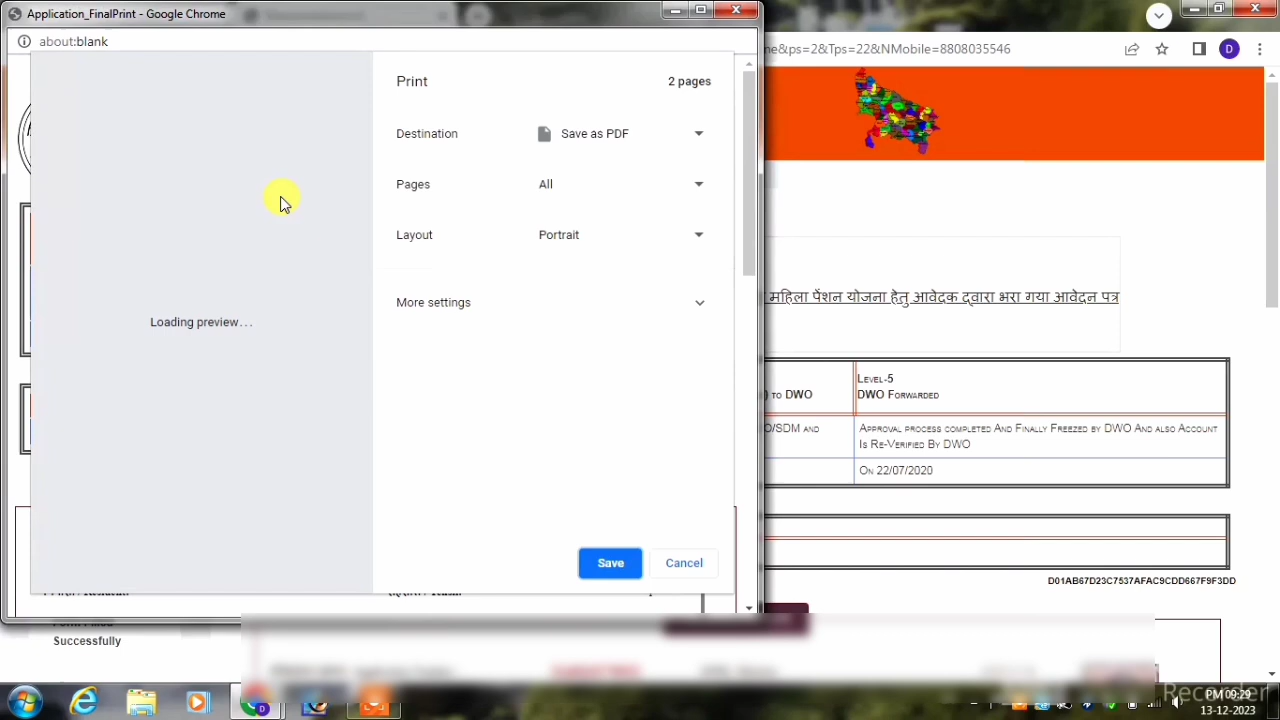 Application_FinalPrint - Google Chrome
about:blank
ne&ps=2&Tps=22&NMobile=8808035546
D
Print
2 pages
Destination
Save as PDF
Pages
All
Layout
Portrait
More settings
Loading preview...
Save
Cancel
महिला पेंशन योजना हेतु आवेदक द्वारा भरा गया आवेदन पत्र
) to DWO
Level-5
DWO Forwarded
O/SDM and
Approval process completed And Finally Freezed by DWO And also Account
Is Re-Verified By DWO
On 22/07/2020
D01AB67D23C7537AFAC9CDD667F9F3DD
Successfully
Recorder
PM 09:29
13-12-2023